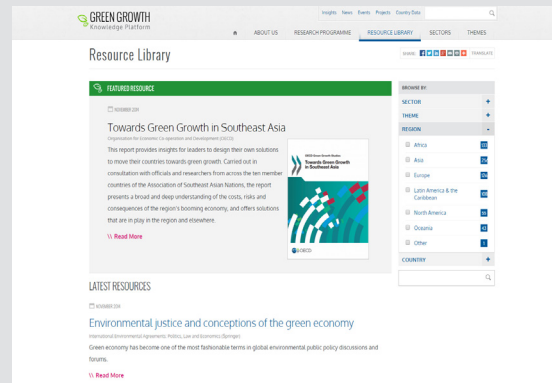 GREEN GROWTH
Knowledge Platform
Insights News Events Projects Country Data
ABOUT US RESEARCH PROGRAMME RESOURCE LIBRARY SECTORS THEMES
Resource Library
SHARE TRANSLATE
FEATURED RESOURCE
NOVEMBER 2014
Towards Green Growth in Southeast Asia
Organisation for Economic Co-operation and Development (OECD)
This report provides insights for leaders to design their own solutions
to move their countries towards green growth. Carried out in
consultation with officials and researchers from across the ten member
countries of the Association of Southeast Asian Nations, the report
presents a broad and deep understanding of the costs, risks and
consequences of the region's booming economy, and offers solutions
that are in play in the region and elsewhere.
\\ Read More
OECD Green Growth Studies
Towards Green Growth
in Southeast Asia
OECD
BROWSE BY
SECTOR +
THEME +
REGION -
Africa
Asia
Europe
Latin America & the
Caribbean
North America
Oceania
Other 1
COUNTRY +
LATEST RESOURCES
NOVEMBER 2014
Environmental justice and conceptions of the green economy
International Environmental Agreements: Politics, Law and Economics (Springer)
Green economy has become one of the most fashionable terms in global environmental public policy discussions and
forums.
\\ Read More